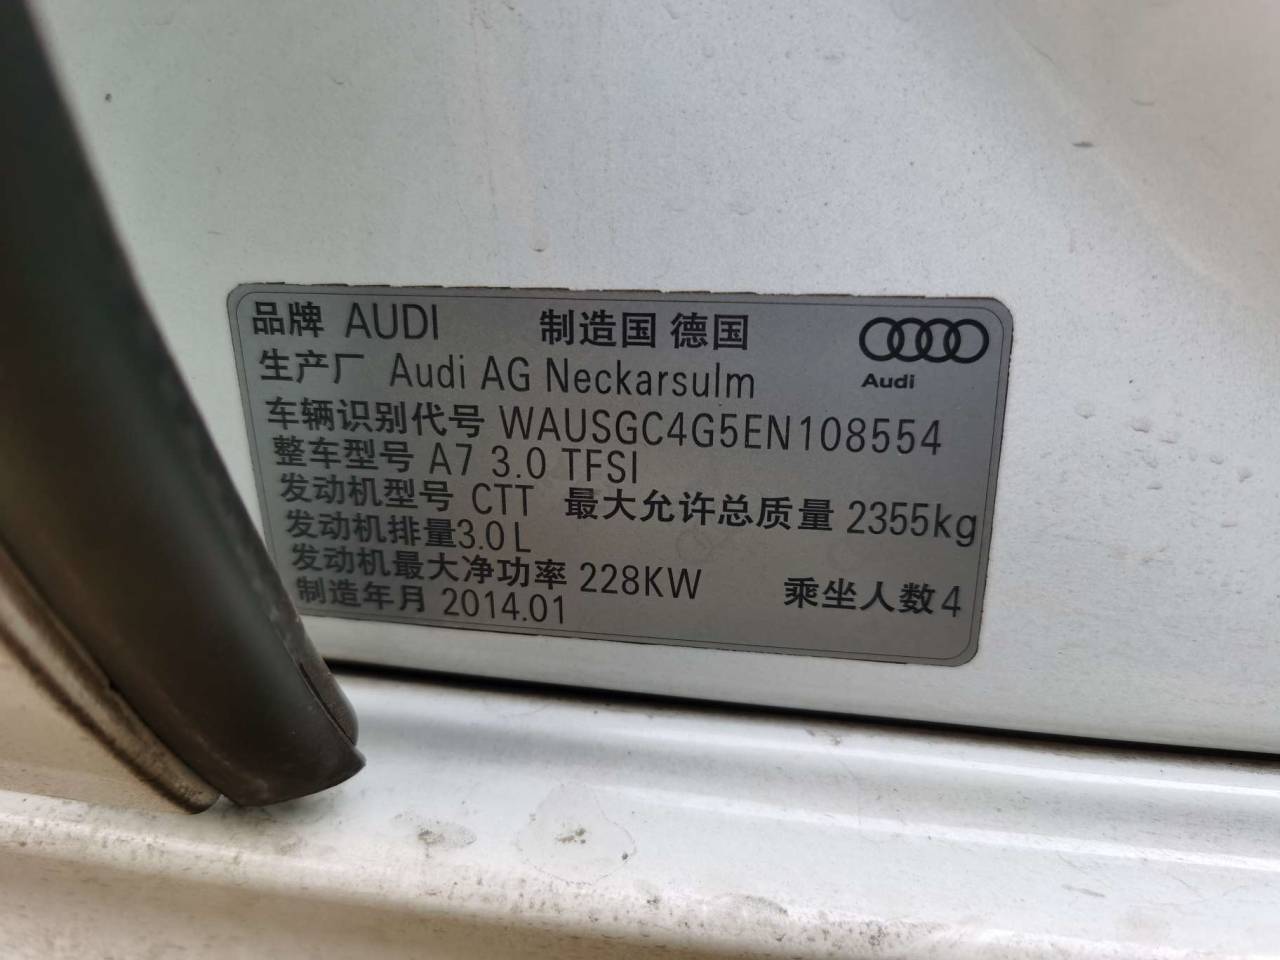 品牌 AUDI 制造国 德国
Audi
生产厂 Audi AG Neckarsulm
车辆识别代号 WAUSGC4G5EN108554
整车型号 A7 3.0 TFSI
发动机型号 CTT 最大允许总质量 2355kg
发动机排量3.0L
发动机最大净功率 228KW 乘坐人数4
制造年月 2014.01